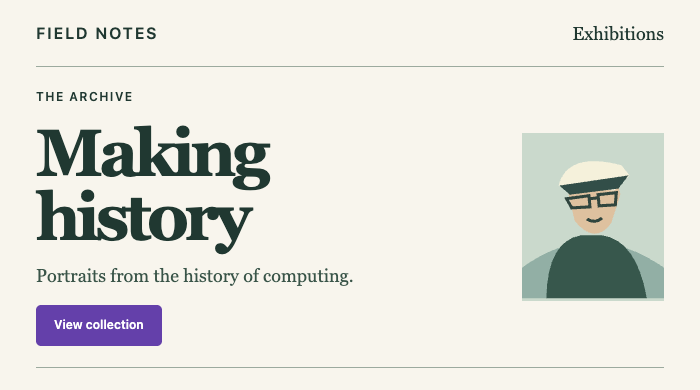 FIELD NOTES
Exhibitions
THE ARCHIVE
Making
history
Portraits from the history of computing.
View collection